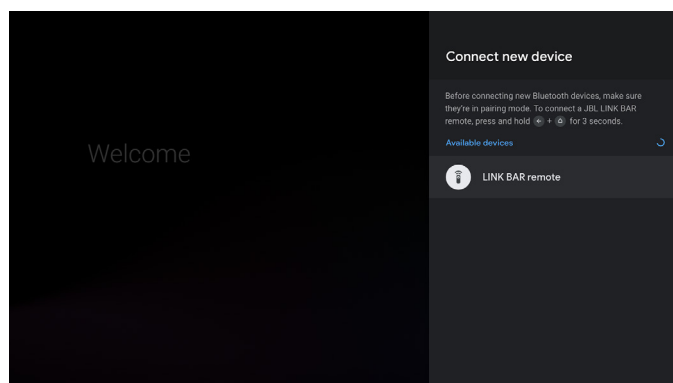 Connect new device
Before connecting new Bluetooth devices, make sure
they're in pairing mode. To connect a JBL LINK BAR
remote, press and hold ← + ⌂ for 3 seconds.
Available devices
Welcome
LINK BAR remote